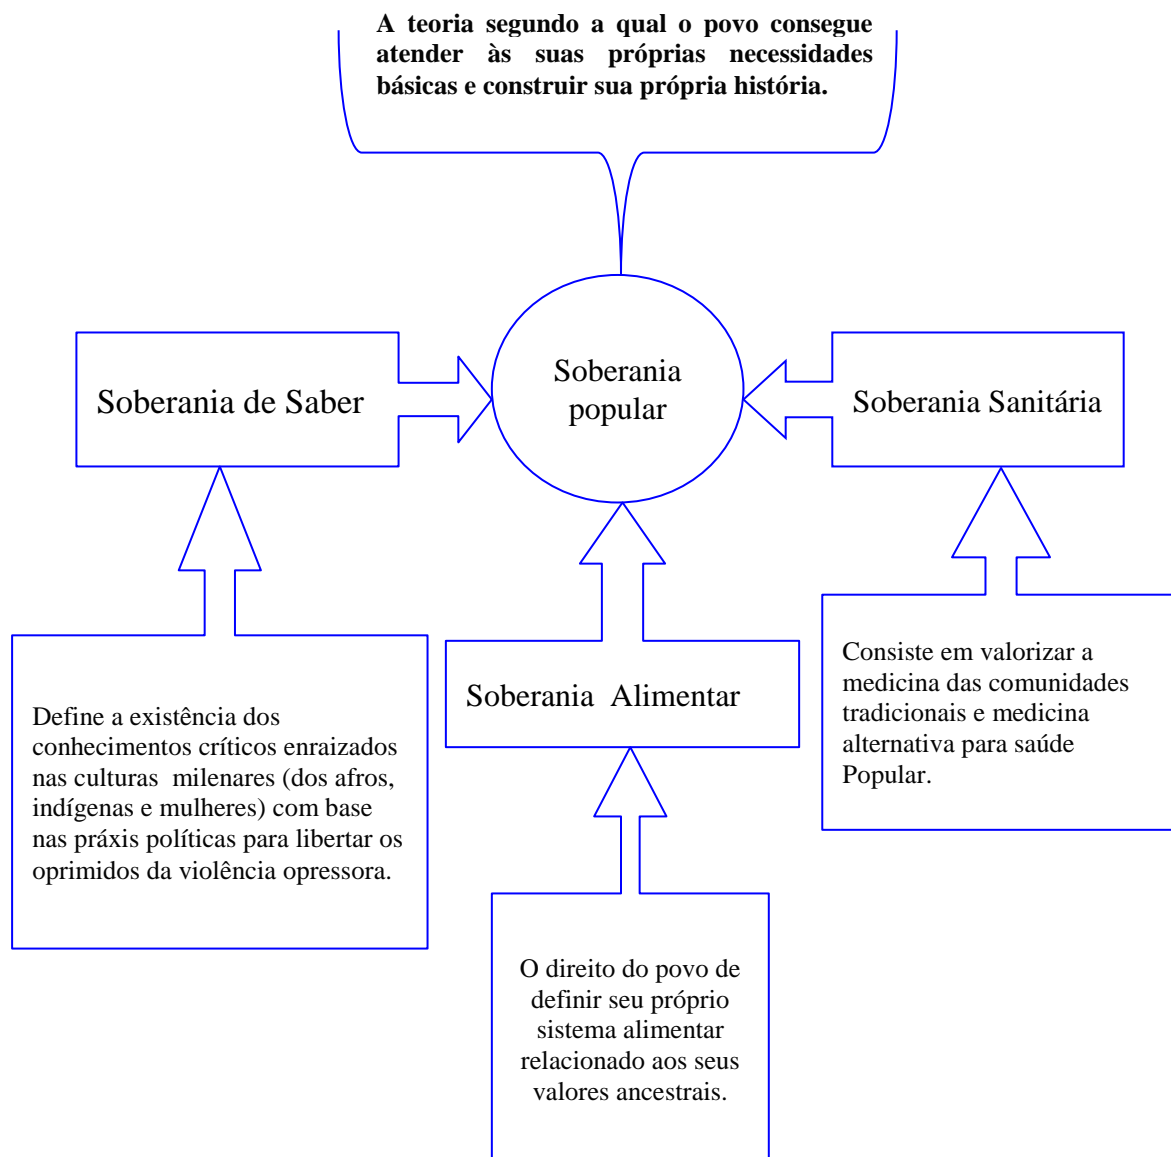 A teoria segundo a qual o povo consegue
atender às suas próprias necessidades
básicas e construir sua própria história.
Soberania de Saber
Soberania
popular
Soberania Sanitária
Define a existência dos
conhecimentos críticos enraizados
nas culturas milenares (dos afros,
indígenas e mulheres) com base
nas práxis políticas para libertar os
oprimidos da violência opressora.
Soberania Alimentar
Consiste em valorizar a
medicina das comunidades
tradicionais e medicina
alternativa para saúde
Popular.
O direito do povo de
definir seu próprio
sistema alimentar
relacionado aos seus
valores ancestrais.